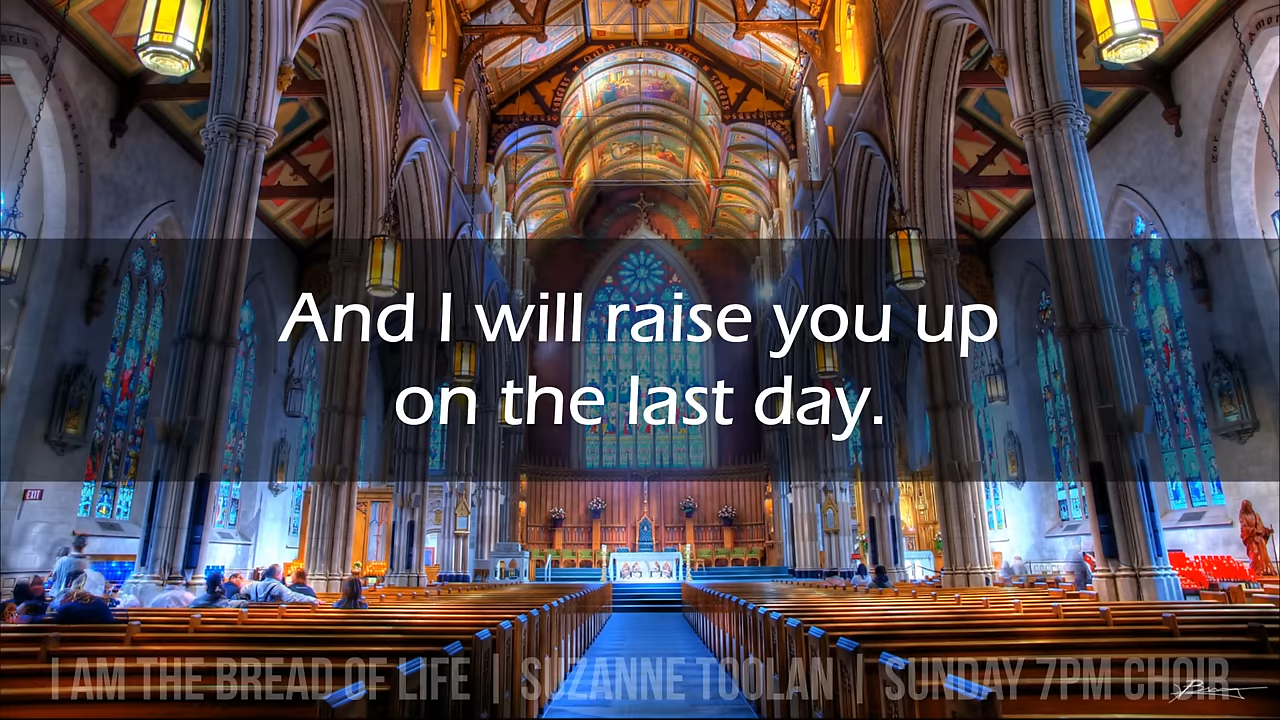 And I will raise you up
on the last day.
EXIT
I AM THE BREAD OF LIFE | SUZANNE TOOLAN | SUNDAY 7PM CHOIR